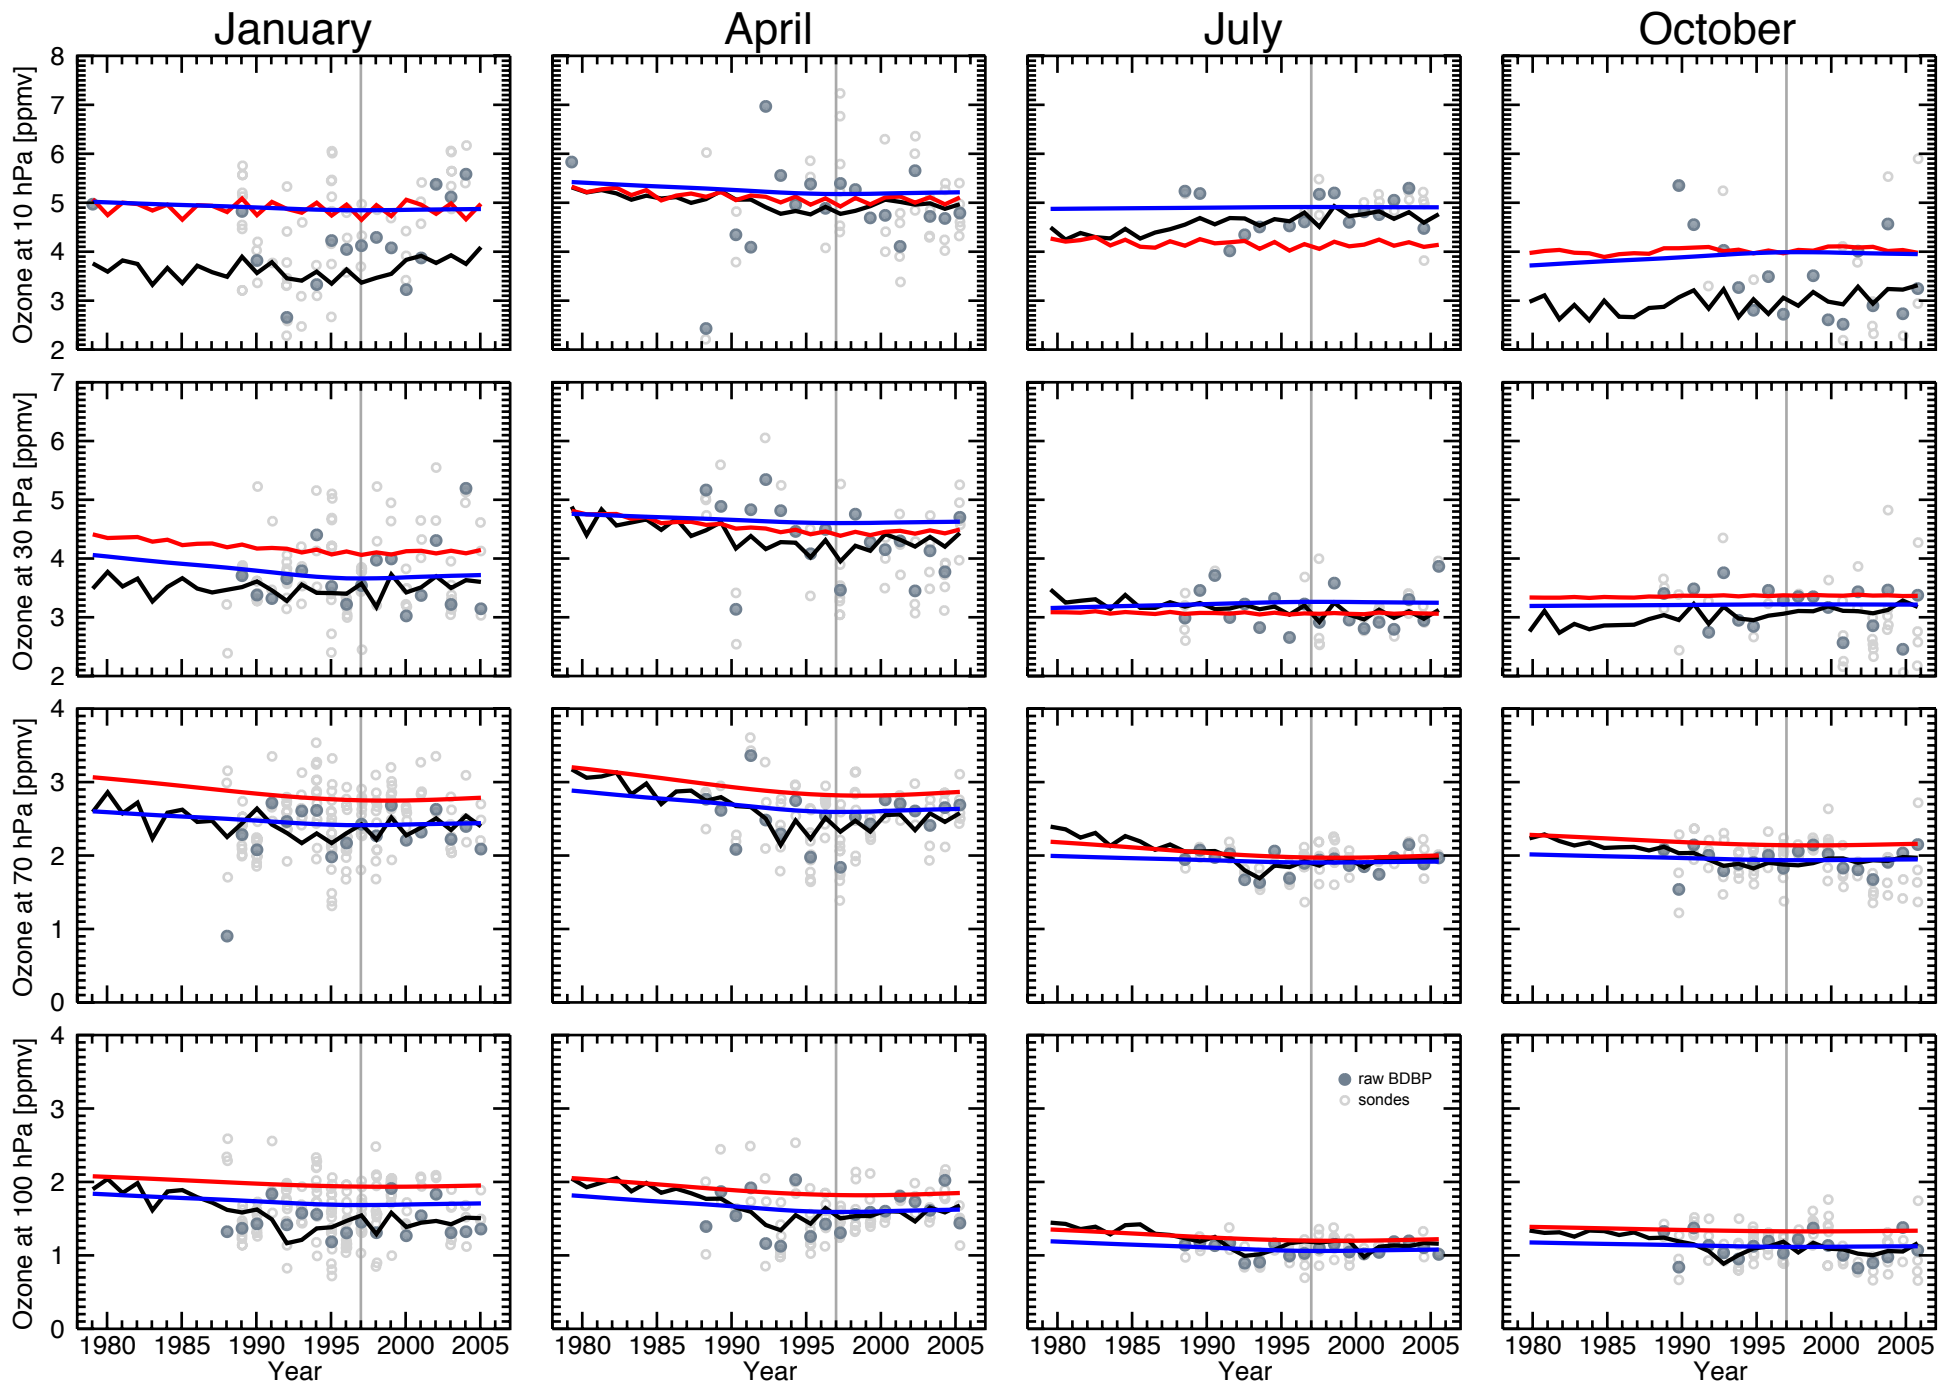 January April July October
Ozone at 10 hPa [ppmv]
8
7
6
5
4
3
2
Ozone at 30 hPa [ppmv]
7
6
5
4
3
2
Ozone at 70 hPa [ppmv]
4
3
2
1
0
Ozone at 100 hPa [ppmv]
4
3
2
1
0
raw BDBP
sondes
1980 1985 1990 1995 2000 2005 1980 1985 1990 1995 2000 2005 1980 1985 1990 1995 2000 2005 1980 1985 1990 1995 2000 2005
Year Year Year Year